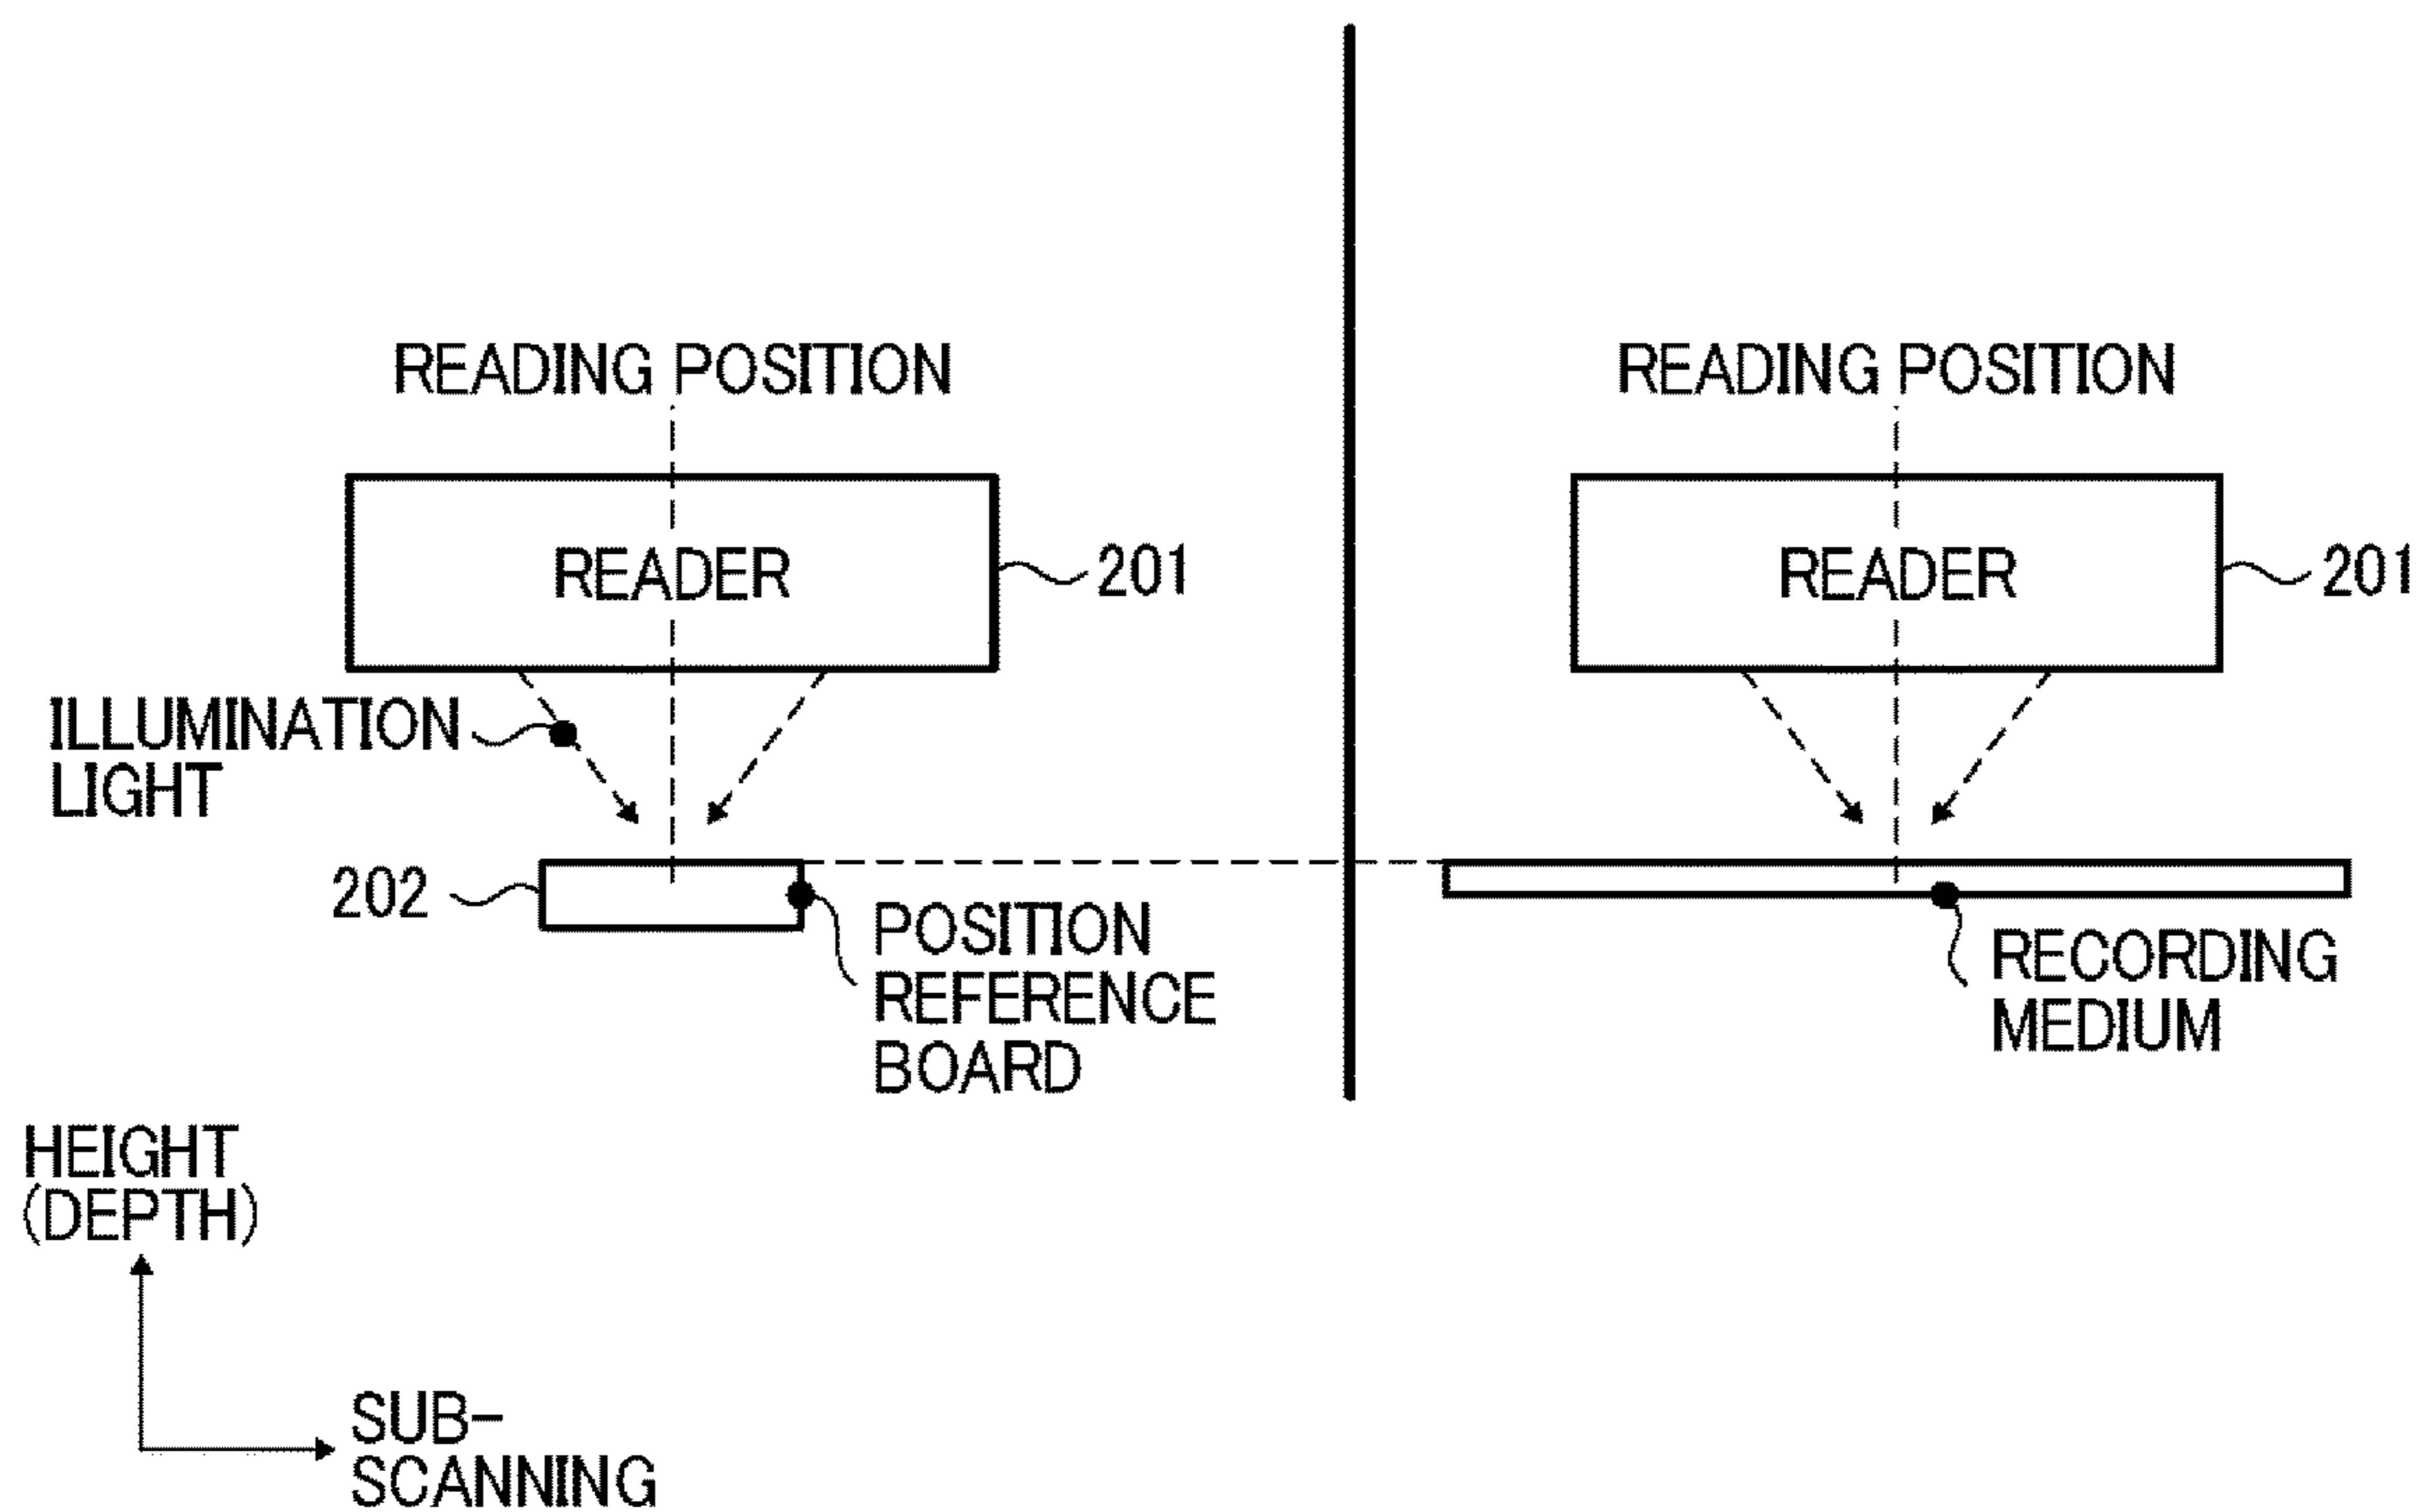 READING POSITION
READER
201
ILLUMINATION
LIGHT
202
POSITION
REFERENCE
BOARD
READING POSITION
READER
201
RECORDING
MEDIUM
HEIGHT
(DEPTH)
SUB-
SCANNING